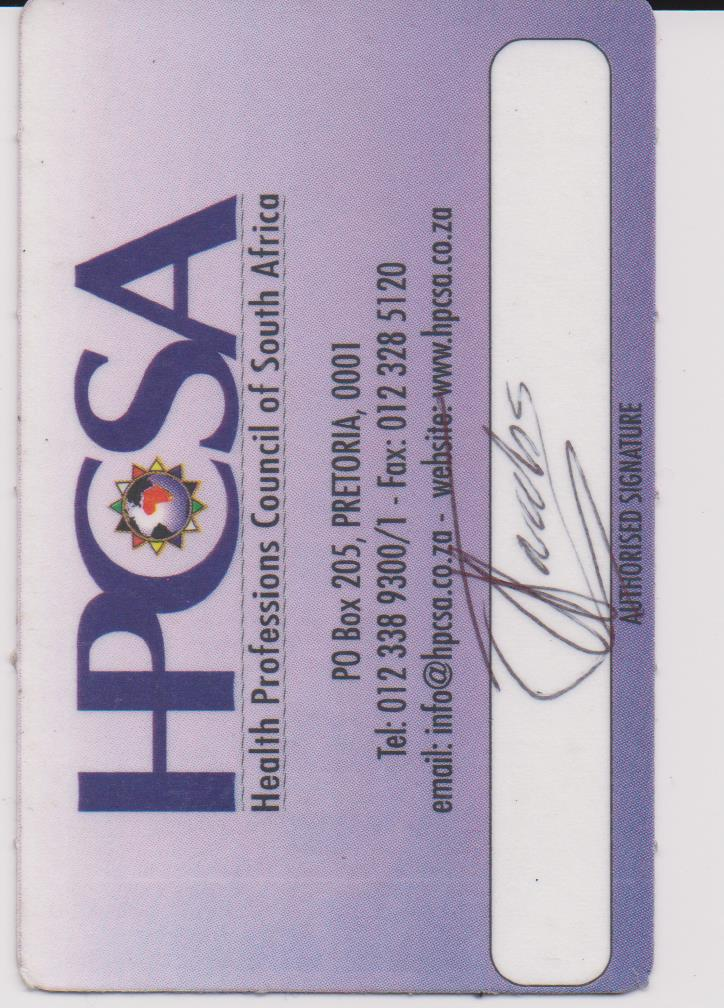 HPCSA
Health Professions Council of South Africa
PO Box 205, PRETORIA, 0001
Tel: 012 338 9300/1 - Fax: 012 328 5120
email: info@hpcsa.co.za - website: www.hpcsa.co.za
AUTHORISED SIGNATURE